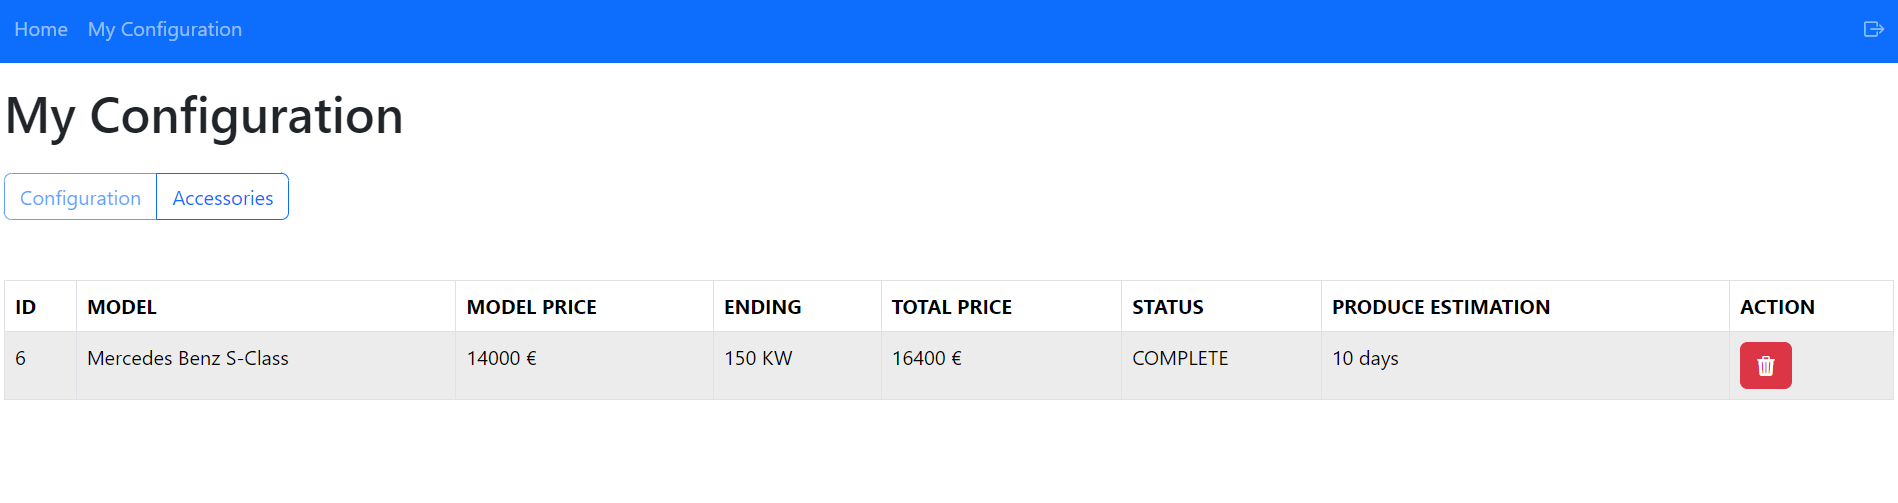 Home My Configuration
My Configuration
Configuration Accessories
ID MODEL MODEL PRICE ENDING TOTAL PRICE STATUS PRODUCE ESTIMATION ACTION
6 Mercedes Benz S-Class 14000 € 150 KW 16400 € COMPLETE 10 days